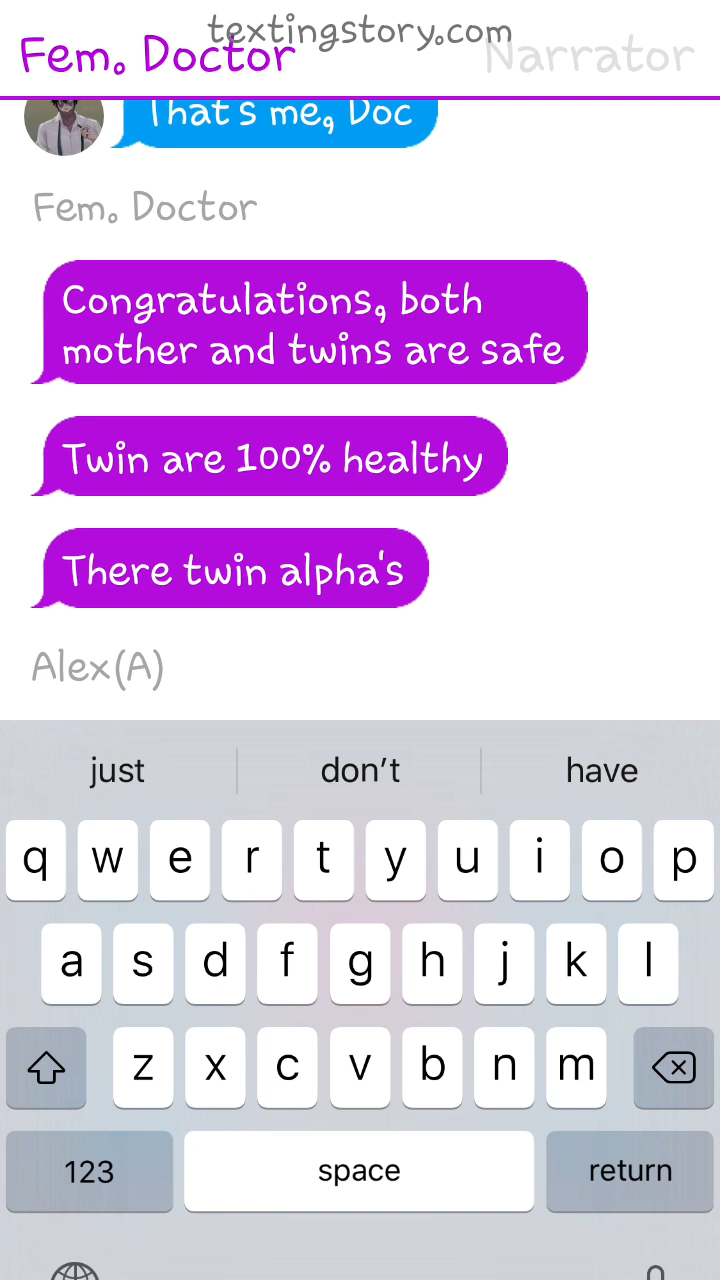 textingstory.com
Fem. Doctor
Narrator
That's me, Doc
Fem. Doctor
Congratulations, both
mother and twins are safe
Twin are 100% healthy
There twin alpha's
Alex(A)
just don't have
q w e r t y u i o p
a s d f g h j k l
z x c v b n m
123 space return